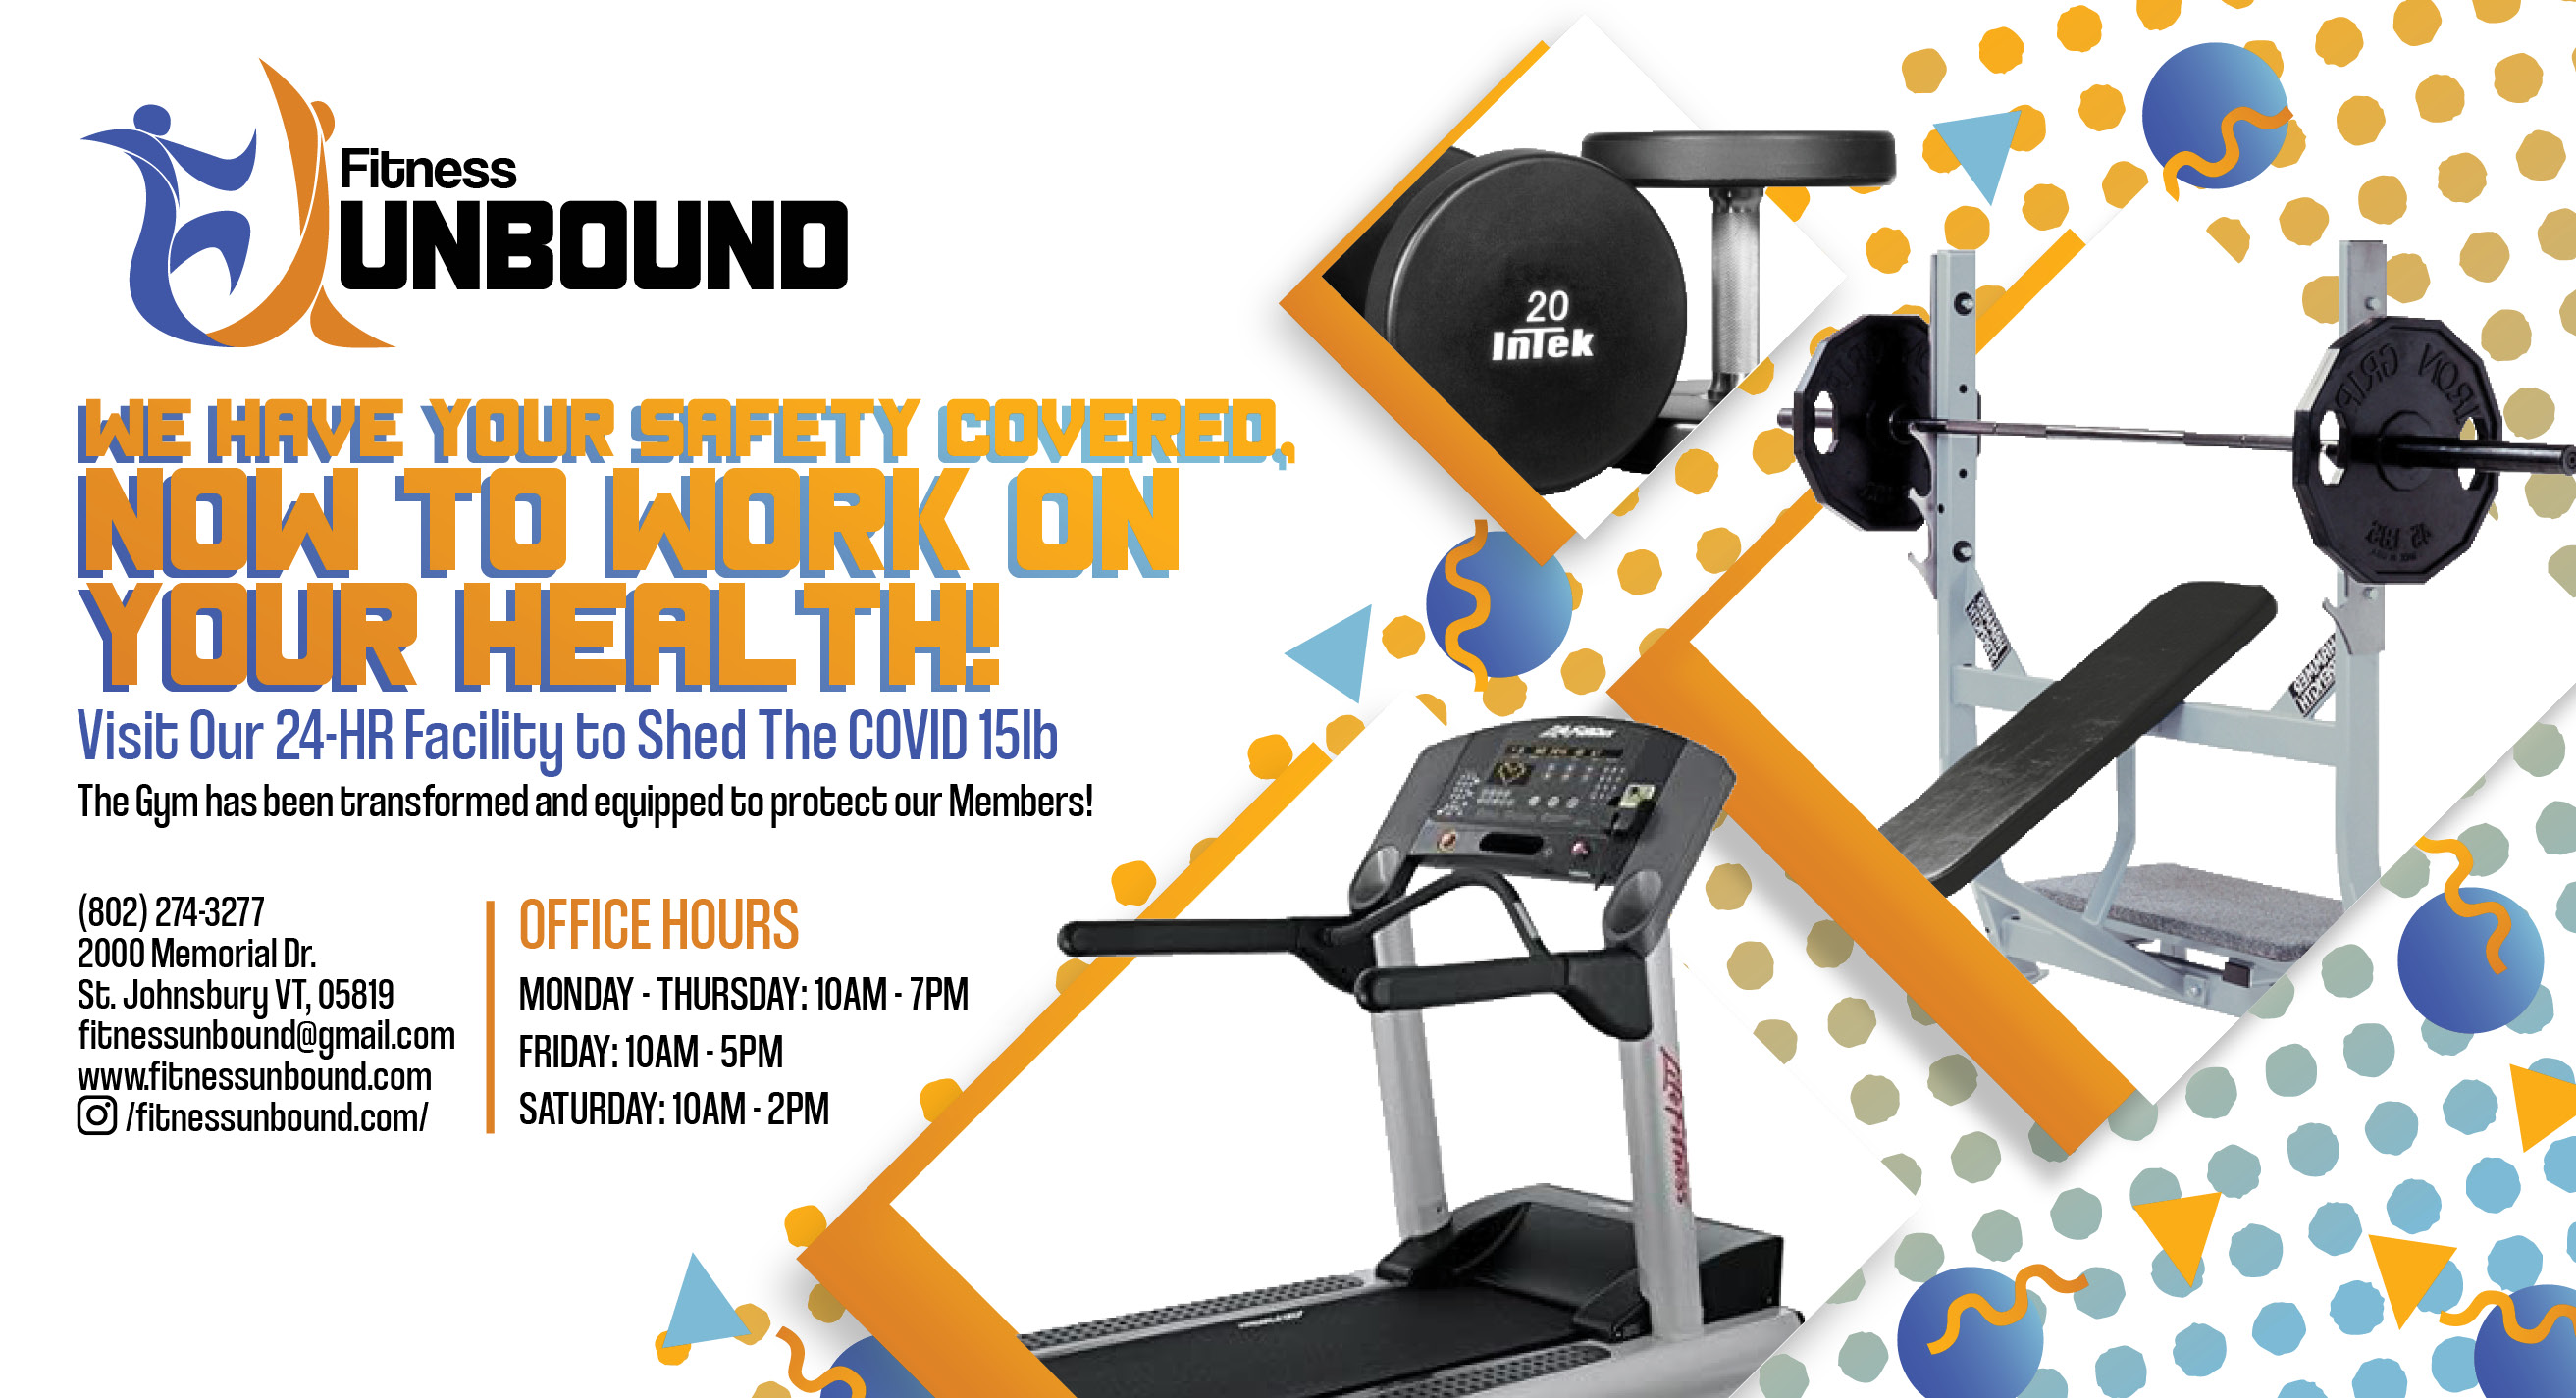 Fitness
UNBOUND
WE HAVE YOUR SAFETY COVERED,
NOW TO WORK ON
YOUR HEALTH!
Visit Our 24-HR Facility to Shed The COVID 15lb
The Gym has been transformed and equipped to protect our Members!
(802) 274-3277
2000 Memorial Dr.
St. Johnsbury VT, 05819
fitnessunbound@gmail.com
www.fitnessunbound.com
/fitnessunbound.com/
OFFICE HOURS
MONDAY - THURSDAY: 10AM - 7PM
FRIDAY: 10AM - 5PM
SATURDAY: 10AM - 2PM
20
InTek
IRON GRIP
45 LBS
Life Fitness